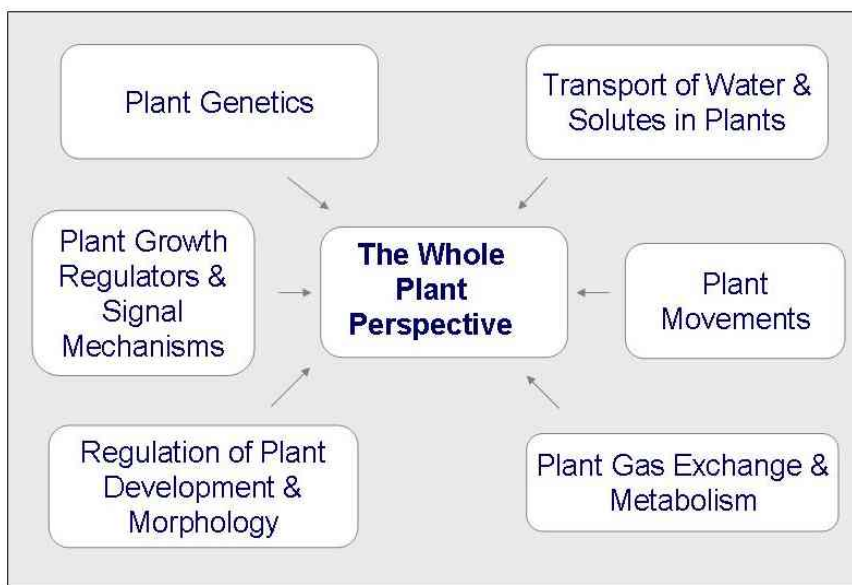 Plant Genetics
Transport of Water &
Solutes in Plants
Plant Growth
Regulators &
Signal
Mechanisms
The Whole
Plant
Perspective
Plant
Movements
Regulation of Plant
Development &
Morphology
Plant Gas Exchange &
Metabolism